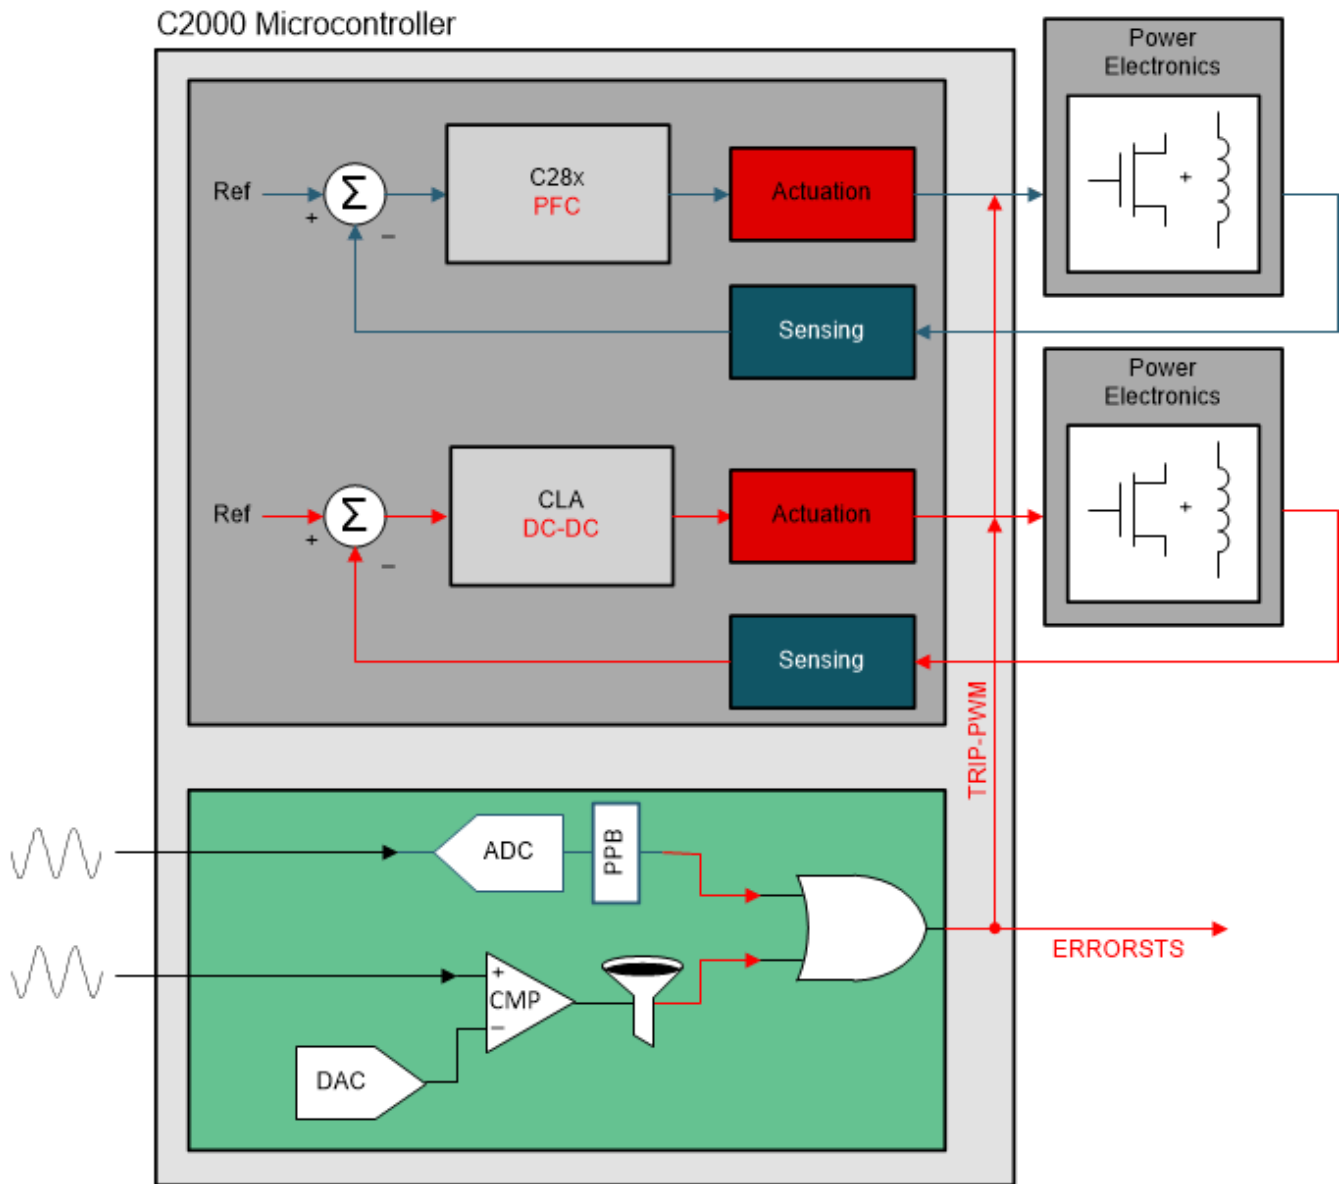 C2000 Microcontroller
Power
Electronics
+
Ref
+
Σ
−
C28x
PFC
Actuation
Sensing
Power
Electronics
+
Ref
+
Σ
−
CLA
DC-DC
Actuation
Sensing
TRIP-PWM
ADC
PPB
+
CMP
−
DAC
ERRORSTS